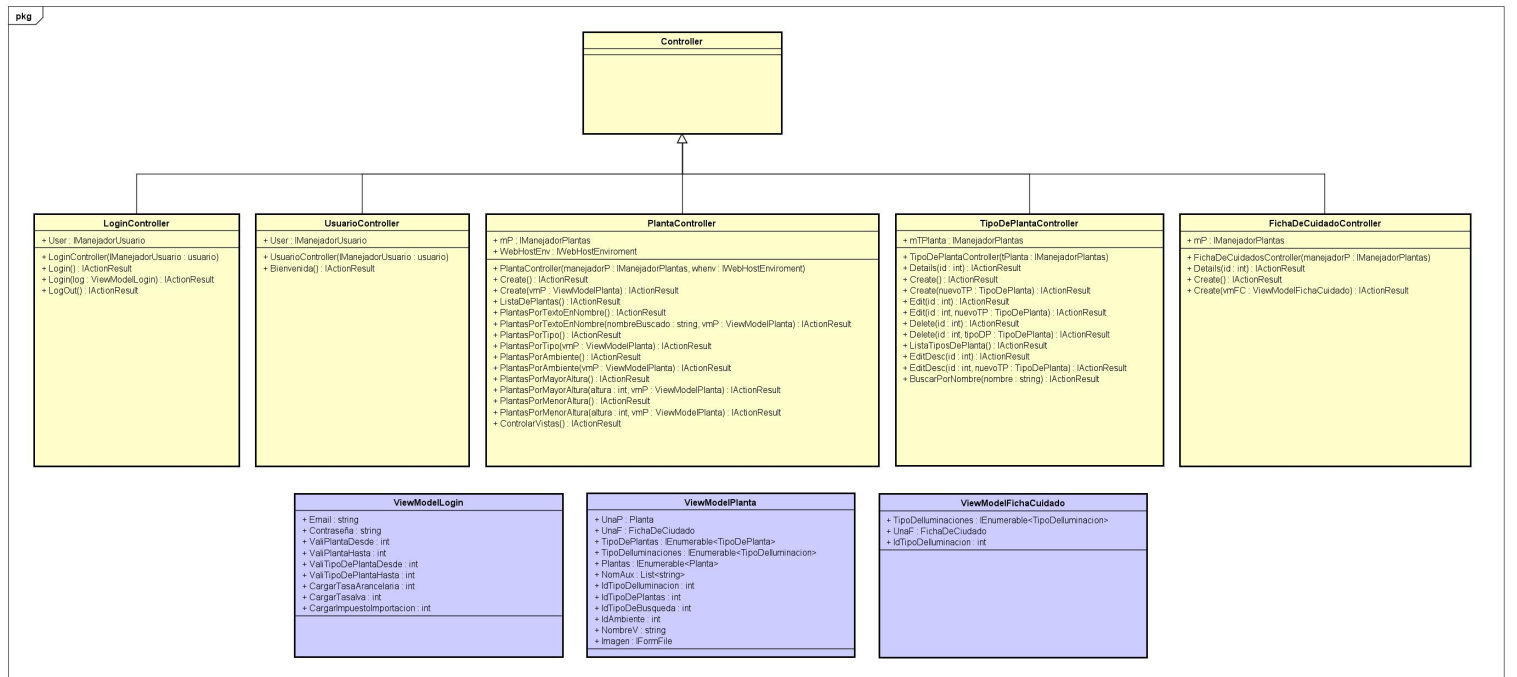 pkg
Controller
LoginController
+ User : IManejadorUsuario
+ LoginController(IManejadorUsuario : usuario)
+ Login() : IActionResult
+ Login(log : ViewModelLogin) : IActionResult
+ LogOut() : IActionResult
UsuarioController
+ User : IManejadorUsuario
+ UsuarioController(IManejadorUsuario : usuario)
+ Bienvenida() : IActionResult
PlantaController
+ mP : IManejadorPlantas
+ WebHostEnv : IWebHostEnviroment
+ PlantaController(manejadorP : IManejadorPlantas, whenv : IWebHostEnviroment)
+ Create() : IActionResult
+ Create(vmP : ViewModelPlanta) : IActionResult
+ ListaDePlantas() : IActionResult
+ PlantasPorTextoEnNombre() : IActionResult
+ PlantasPorTextoEnNombre(nombreBuscado : string, vmP : ViewModelPlanta) : IActionResult
+ PlantasPorTipo() : IActionResult
+ PlantasPorTipo(vmP : ViewModelPlanta) : IActionResult
+ PlantasPorAmbiente() : IActionResult
+ PlantasPorAmbiente(vmP : ViewModelPlanta) : IActionResult
+ PlantasPorMayorAltura() : IActionResult
+ PlantasPorMayorAltura(altura : int, vmP : ViewModelPlanta) : IActionResult
+ PlantasPorMenorAltura() : IActionResult
+ PlantasPorMenorAltura(altura : int, vmP : ViewModelPlanta) : IActionResult
+ ControlarVistas() : IActionResult
TipoDePlantaController
+ mTPlanta : IManejadorPlantas
+ TipoDePlantaController(tPlanta : IManejadorPlantas)
+ Details(id : int) : IActionResult
+ Create() : IActionResult
+ Create(nuevoTP : TipoDePlanta) : IActionResult
+ Edit(id : int) : IActionResult
+ Edit(id : int, nuevoTP : TipoDePlanta) : IActionResult
+ Delete(id : int) : IActionResult
+ Delete(id : int, tipoDP : TipoDePlanta) : IActionResult
+ ListaTiposDePlanta() : IActionResult
+ EditDesc(id : int) : IActionResult
+ EditDesc(id : int, nuevoTP : TipoDePlanta) : IActionResult
+ BuscarPorNombre(nombre : string) : IActionResult
FichaDeCuidadoController
+ mP : IManejadorPlantas
+ FichaDeCuidadosController(manejadorP : IManejadorPlantas)
+ Details(id : int) : IActionResult
+ Create() : IActionResult
+ Create(vmFC : ViewModelFichaCuidado) : IActionResult
ViewModelLogin
+ Email : string
+ Contraseña : string
+ ValiPlantaDesde : int
+ ValiPlantaHasta : int
+ ValiTipoDePlantaDesde : int
+ ValiTipoDePlantaHasta : int
+ CargarTasaArancelaria : int
+ CargarTasaIva : int
+ CargarImpuestoImportacion : int
ViewModelPlanta
+ UnaP : Planta
+ UnaF : FichaDeCiudado
+ TipoDePlantas : IEnumerable<TipoDePlanta>
+ TipoDeIluminaciones : IEnumerable<TipoDeIluminacion>
+ Plantas : IEnumerable<Planta>
+ NomAux : List<string>
+ IdTipoDeIluminacion : int
+ IdTipoDePlantas : int
+ IdTipoDeBusqueda : int
+ IdAmbiente : int
+ NombreV : string
+ Imagen : IFormFile
ViewModelFichaCuidado
+ TipoDeIluminaciones : IEnumerable<TipoDeIluminacion>
+ UnaF : FichaDeCiudado
+ IdTipoDeIluminacion : int